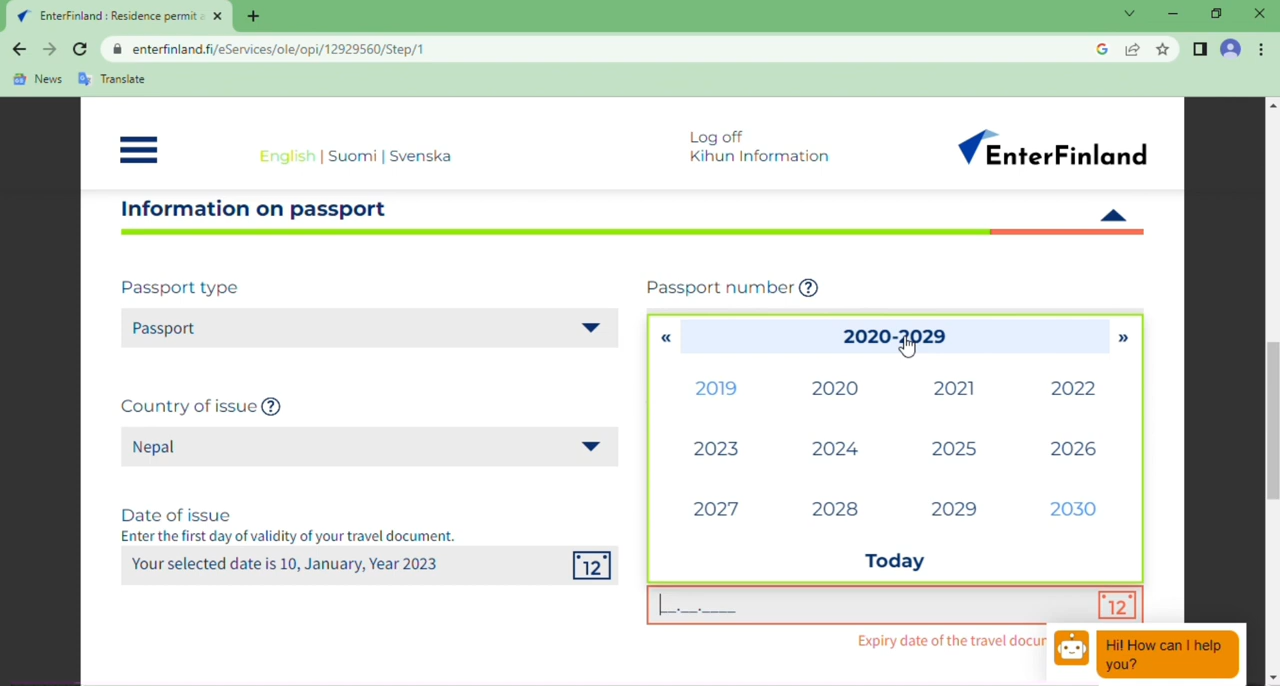 EnterFinland : Residence permit a
enterfinland.fi/eServices/ole/opi/12929560/Step/1
News
Translate
English | Suomi | Svenska
Log off
Kihun Information
EnterFinland
Information on passport
Passport type
Passport
Country of issue ?
Nepal
Date of issue
Enter the first day of validity of your travel document.
Your selected date is 10, January, Year 2023
12
Passport number ?
« 2020-2029 »
2019 2020 2021 2022
2023 2024 2025 2026
2027 2028 2029 2030
Today
__.__.____
12
Expiry date of the travel docum
Hi! How can I help
you?